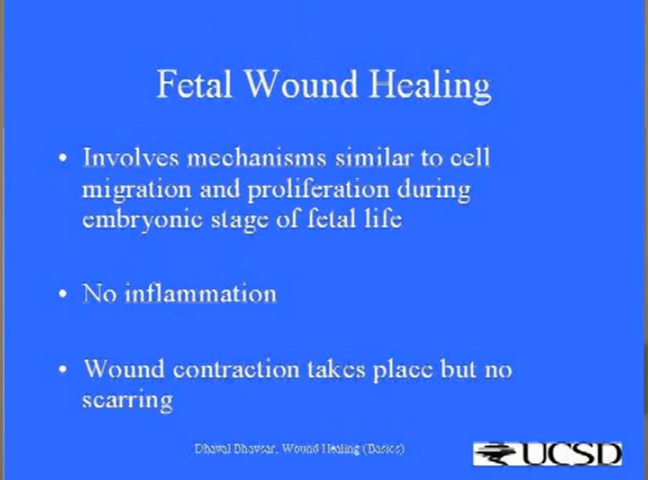 Fetal Wound Healing
• Involves mechanisms similar to cell
migration and proliferation during
embryonic stage of fetal life
• No inflammation
• Wound contraction takes place but no
scarring
Dhaval Bhavsar, Wound Healing (Basics)
UCSD